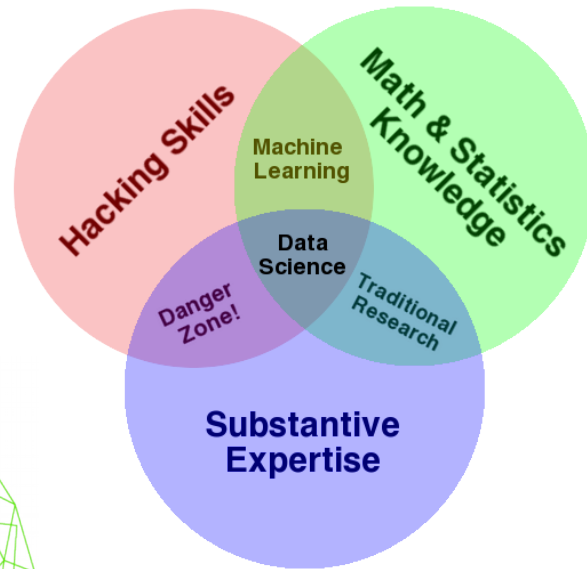 Hacking Skills
Math & Statistics
Knowledge
Machine
Learning
Data
Science
Danger
Zone!
Traditional
Research
Substantive
Expertise